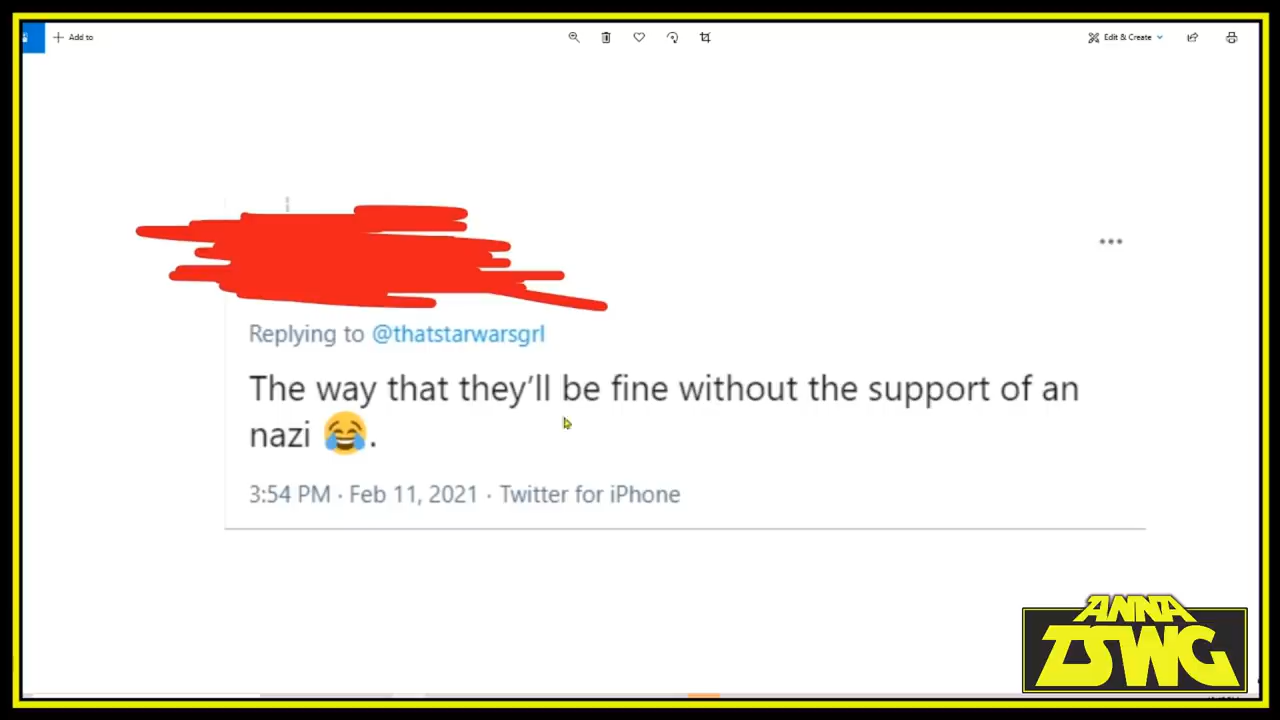 Add to
Edit & Create
Replying to @thatstarwarsgrl
The way that they’ll be fine without the support of an
nazi 😂.
3:54 PM · Feb 11, 2021 · Twitter for iPhone
ANNA
TSWG